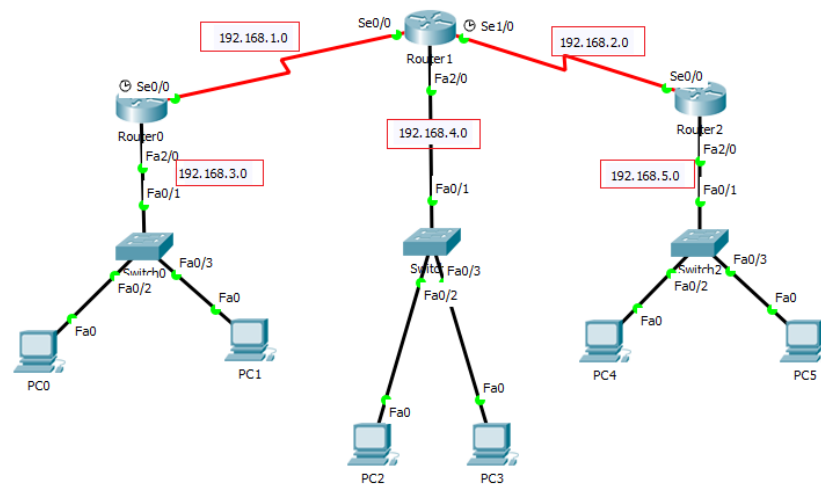 Se0/0
Se1/0
192.168.1.0
192.168.2.0
Router1
Se0/0
Se0/0
Fa2/0
Router0
192.168.4.0
Router2
Fa2/0
Fa2/0
192.168.3.0
192.168.5.0
Fa0/1
Fa0/1
Fa0/1
Switch0
Fa0/3
Fa0/2
Fa0/3
Fa0/2
Switch2
Fa0/3
Fa0/2
Fa0
Fa0
Fa0
Fa0
PC0
PC1
PC4
PC5
Fa0
Fa0
PC2
PC3